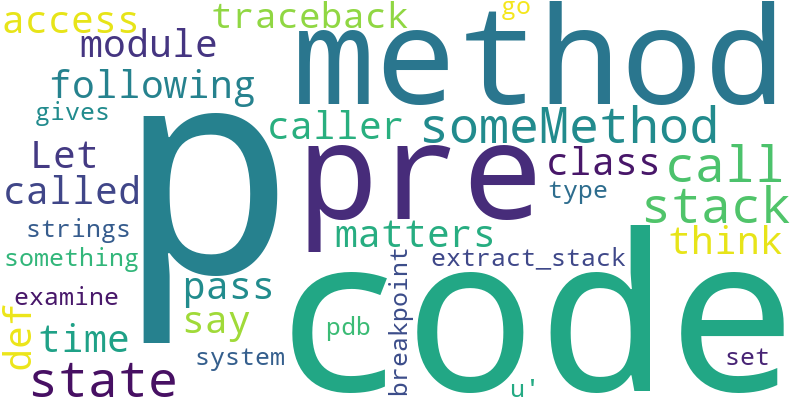 access
traceback
go
module
method
following
gives
p
caller
someMethod
Let
pre
class
call
called
type
stack
strings
matters
think
something
extract_stack
examine
pass
code
def
time
say
pdb
breakpoint
system
set
state
u'